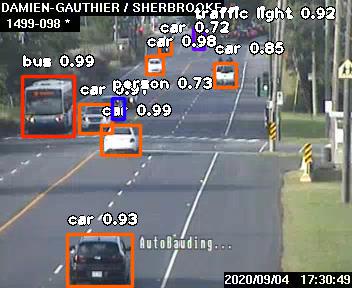 DAMIEN-GAUTHIER / SHERBROOKE
1499-098 *
traffic light 0.92
car 0.72
car 0.98
car 0.85
bus 0.99
person 0.73
car 0.99
car 0.93
AutoBauding...
2020/09/04 17:30:49